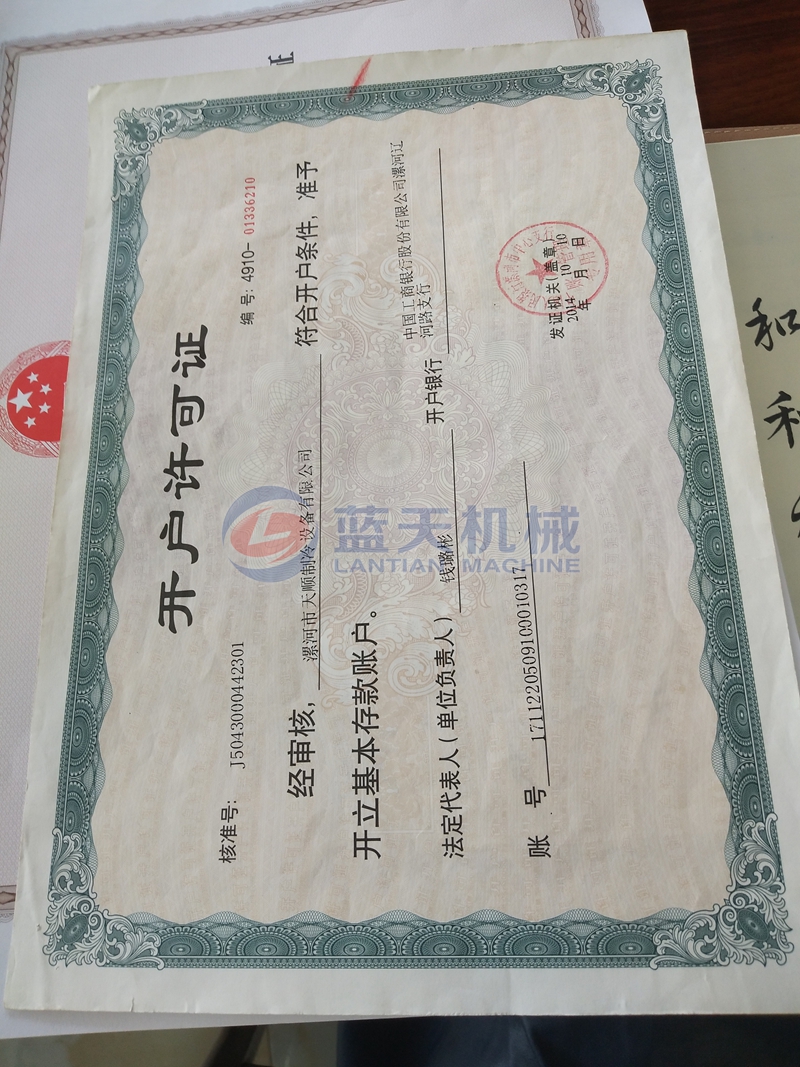 开户许可证
核准号: J5043000442301
编号: 4910-01336210
经审核, 漯河市天顺制冷设备有限公司 符合开户条件, 准予
开立基本存款账户。
法定代表人(单位负责人) 钱璐彬 开户银行 中国工商银行股份有限公司漯河辽
河路支行
账 号 1711220509100010317
发证机关(盖章)
2014 年 10 月 10 日
蓝天机械
LANTIAN MACHINE
证
和